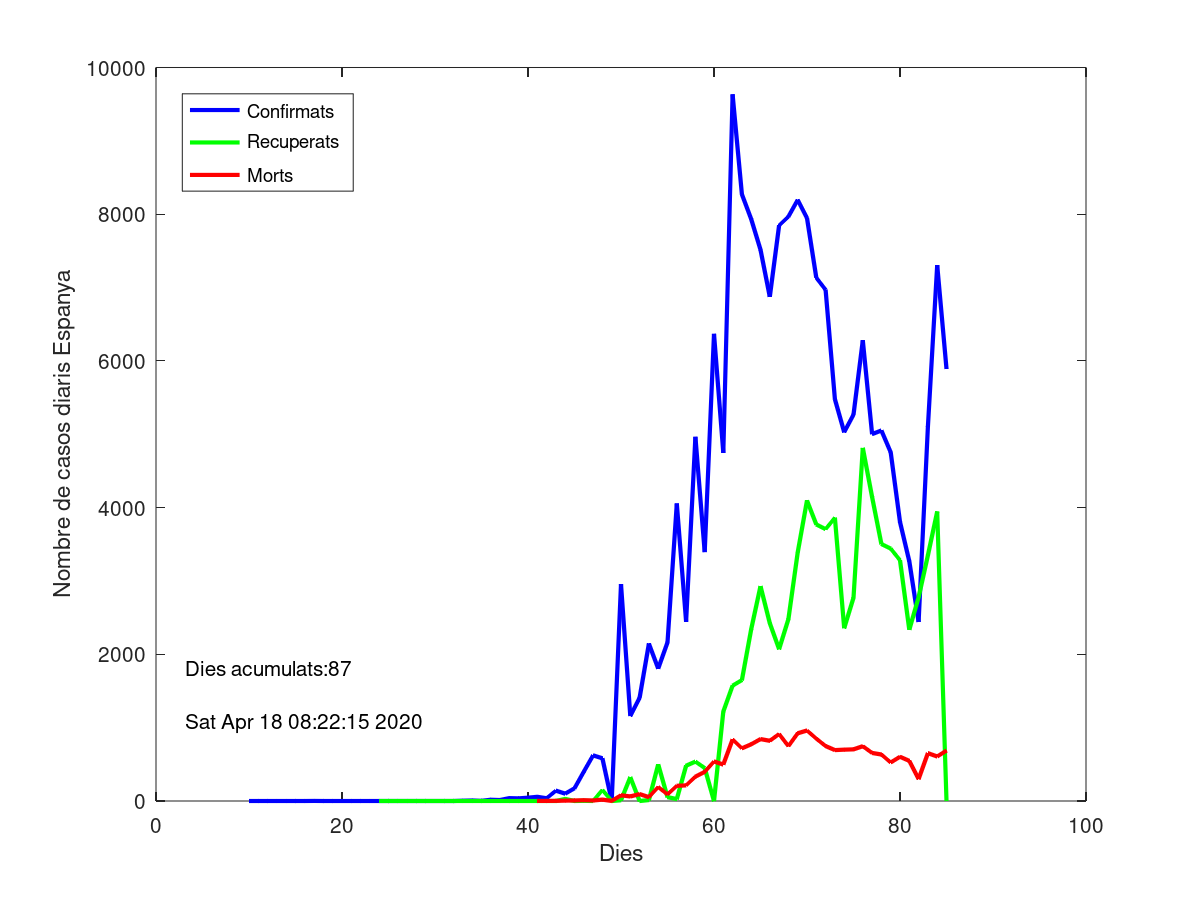 10000
8000
6000
4000
2000
0
Nombre de casos diaris Espanya
Confirmats
Recuperats
Morts
Dies acumulats:87
Sat Apr 18 08:22:15 2020
0 20 40 60 80 100
Dies